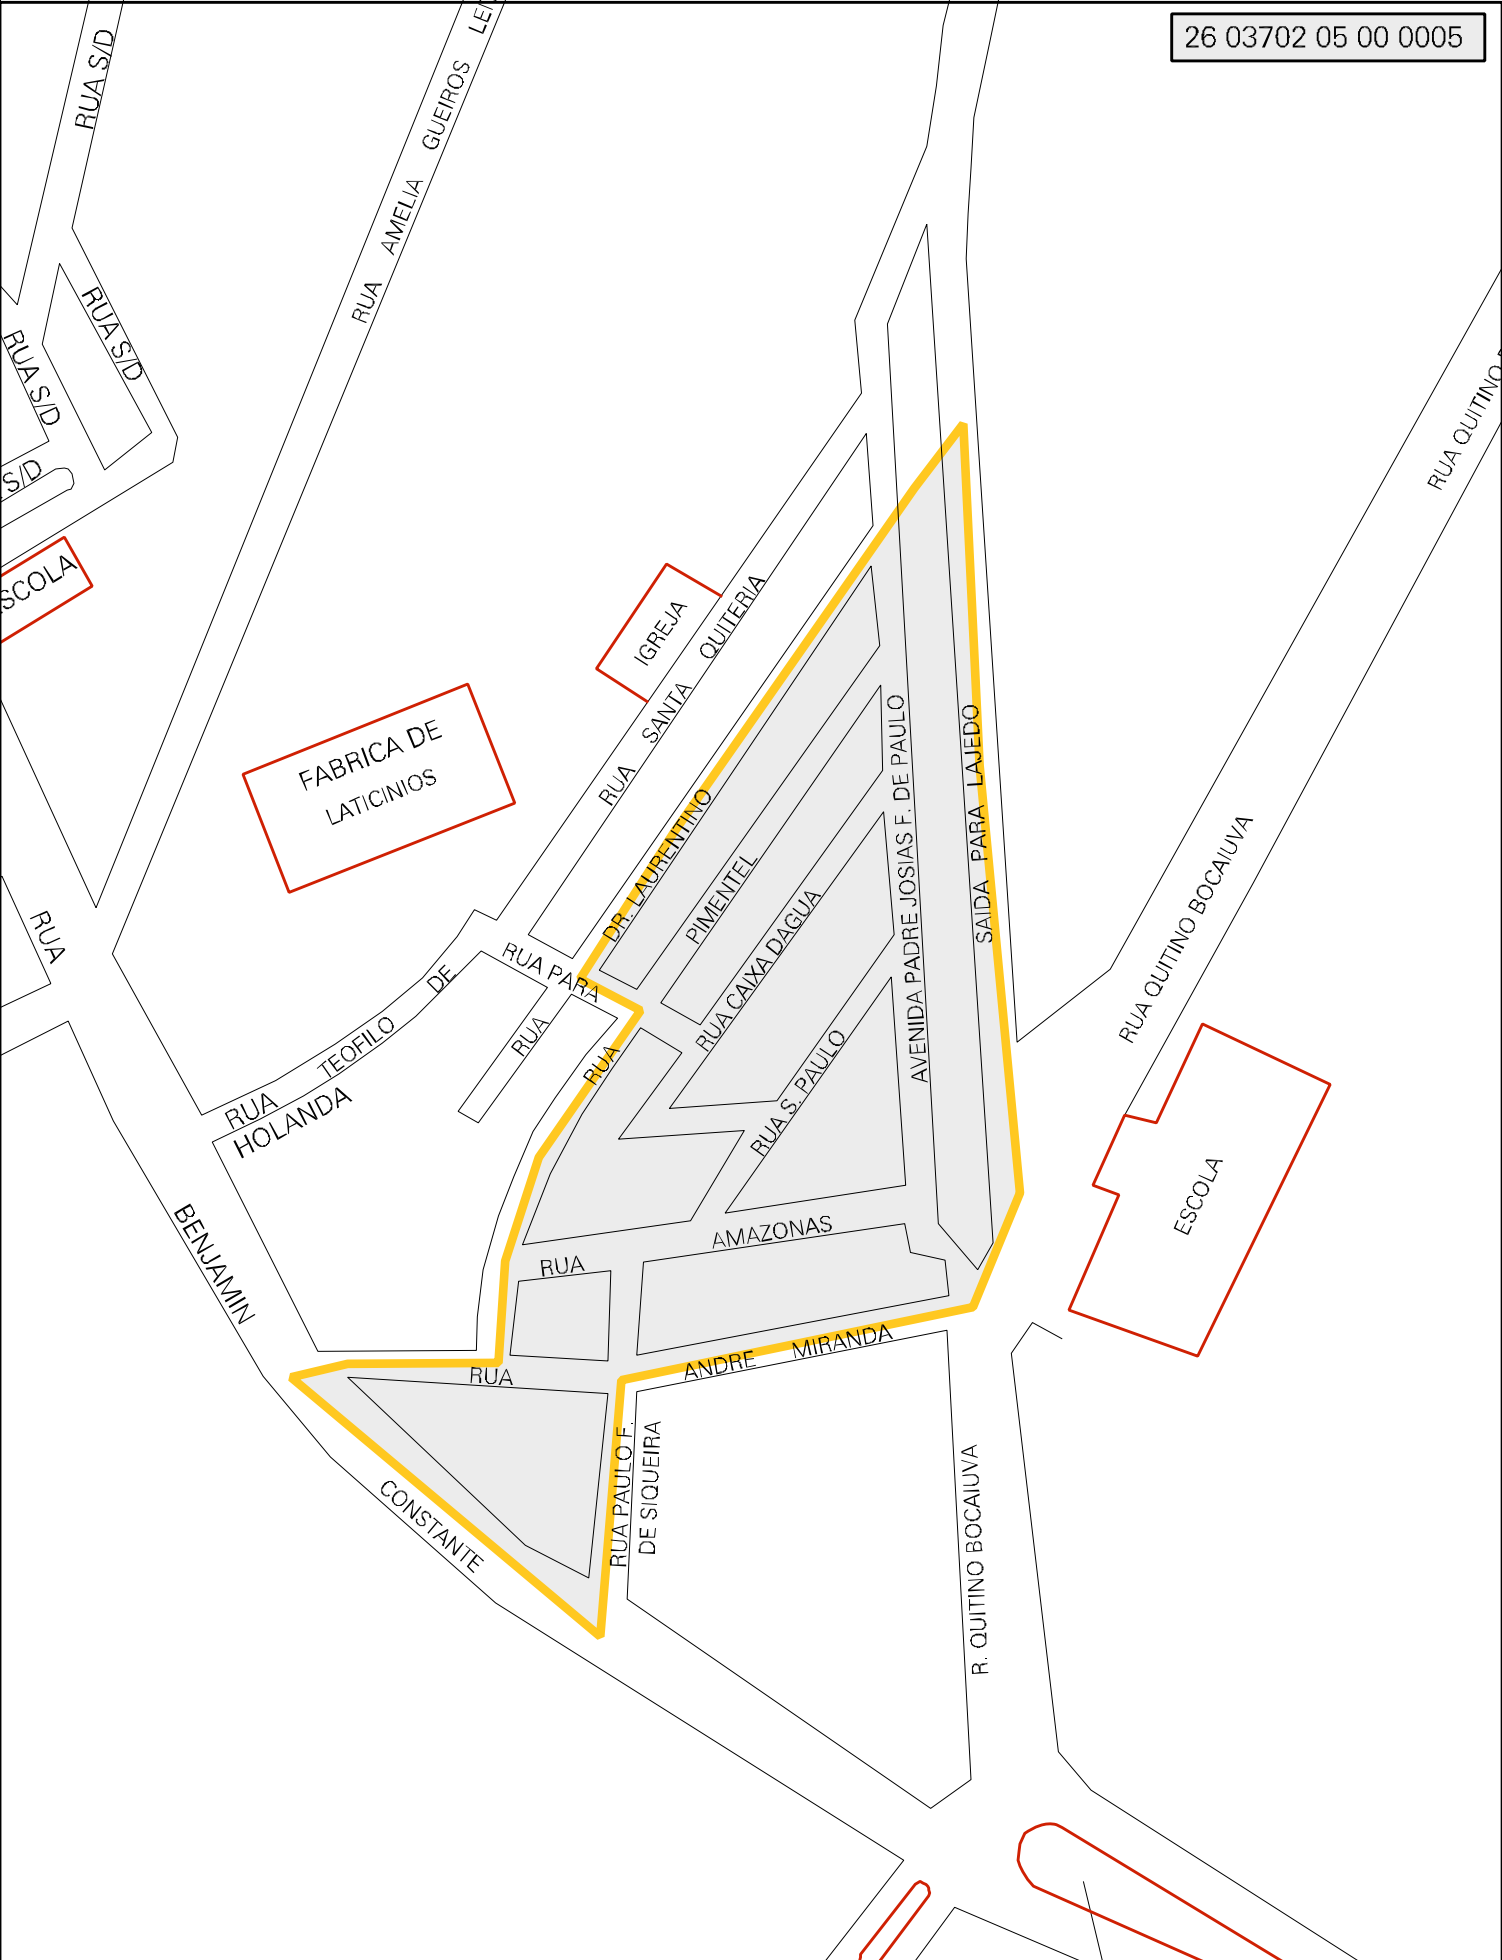 26 03702 05 00 0005
RUA S/D
RUA AMELIA GUEIROS
RUA S/D
RUA S/D
S/D
RUA QUITINO
IGREJA
RUA SANTA QUITERIA
FABRICA DE
LATICINIOS
DR. LAURENTINO
PIMENTEL
RUA CAIXA DAGUA
AVENIDA PADRE JOSIAS F. DE PAULO
SAIDA PARA LAJEDO
RUA QUITINO BOCAIUVA
RUA
RUA PARA
RUA TEOFILO DE
HOLANDA
RUA
RUA
RUA S. PAULO
ESCOLA
BENJAMIN
CONSTANTE
RUA AMAZONAS
RUA ANDRE MIRANDA
RUA PAULO F.
DE SIQUEIRA
R. QUITINO BOCAIUVA